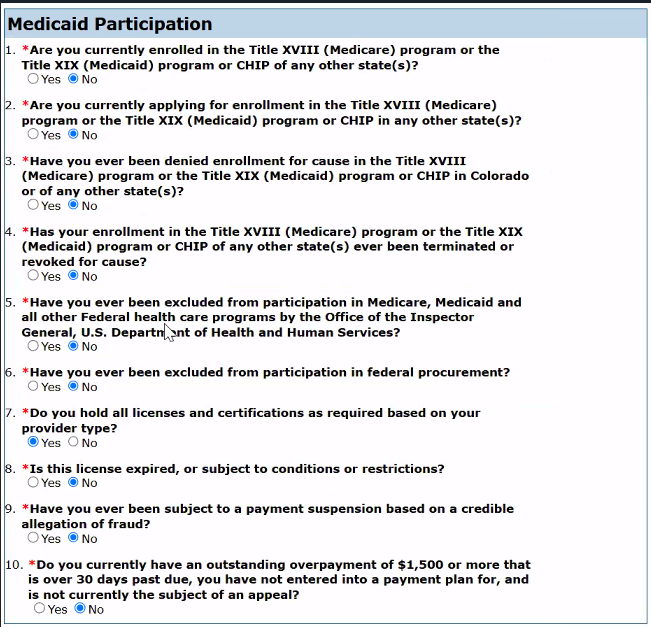 Medicaid Participation
1. *Are you currently enrolled in the Title XVIII (Medicare) program or the
Title XIX (Medicaid) program or CHIP of any other state(s)?
Yes No
2. *Are you currently applying for enrollment in the Title XVIII (Medicare)
program or the Title XIX (Medicaid) program or CHIP in any other state(s)?
Yes No
3. *Have you ever been denied enrollment for cause in the Title XVIII
(Medicare) program or the Title XIX (Medicaid) program or CHIP in Colorado
or of any other state(s)?
Yes No
4. *Has your enrollment in the Title XVIII (Medicare) program or the Title XIX
(Medicaid) program or CHIP of any other state(s) ever been terminated or
revoked for cause?
Yes No
5. *Have you ever been excluded from participation in Medicare, Medicaid and
all other Federal health care programs by the Office of the Inspector
General, U.S. Department of Health and Human Services?
Yes No
6. *Have you ever been excluded from participation in federal procurement?
Yes No
7. *Do you hold all licenses and certifications as required based on your
provider type?
Yes No
8. *Is this license expired, or subject to conditions or restrictions?
Yes No
9. *Have you ever been subject to a payment suspension based on a credible
allegation of fraud?
Yes No
10. *Do you currently have an outstanding overpayment of $1,500 or more that
is over 30 days past due, you have not entered into a payment plan for, and
is not currently the subject of an appeal?
Yes No